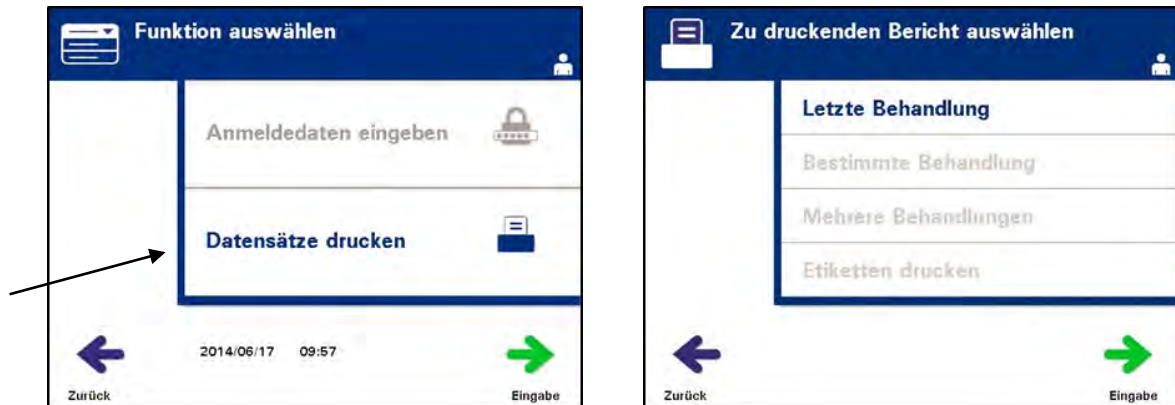 Funktion auswählen
Anmeldedaten eingeben
Datensätze drucken
2014/06/17 09:57
Zurück
Eingabe
Zu druckenden Bericht auswählen
Letzte Behandlung
Bestimmte Behandlung
Mehrere Behandlungen
Etiketten drucken
Zurück
Eingabe